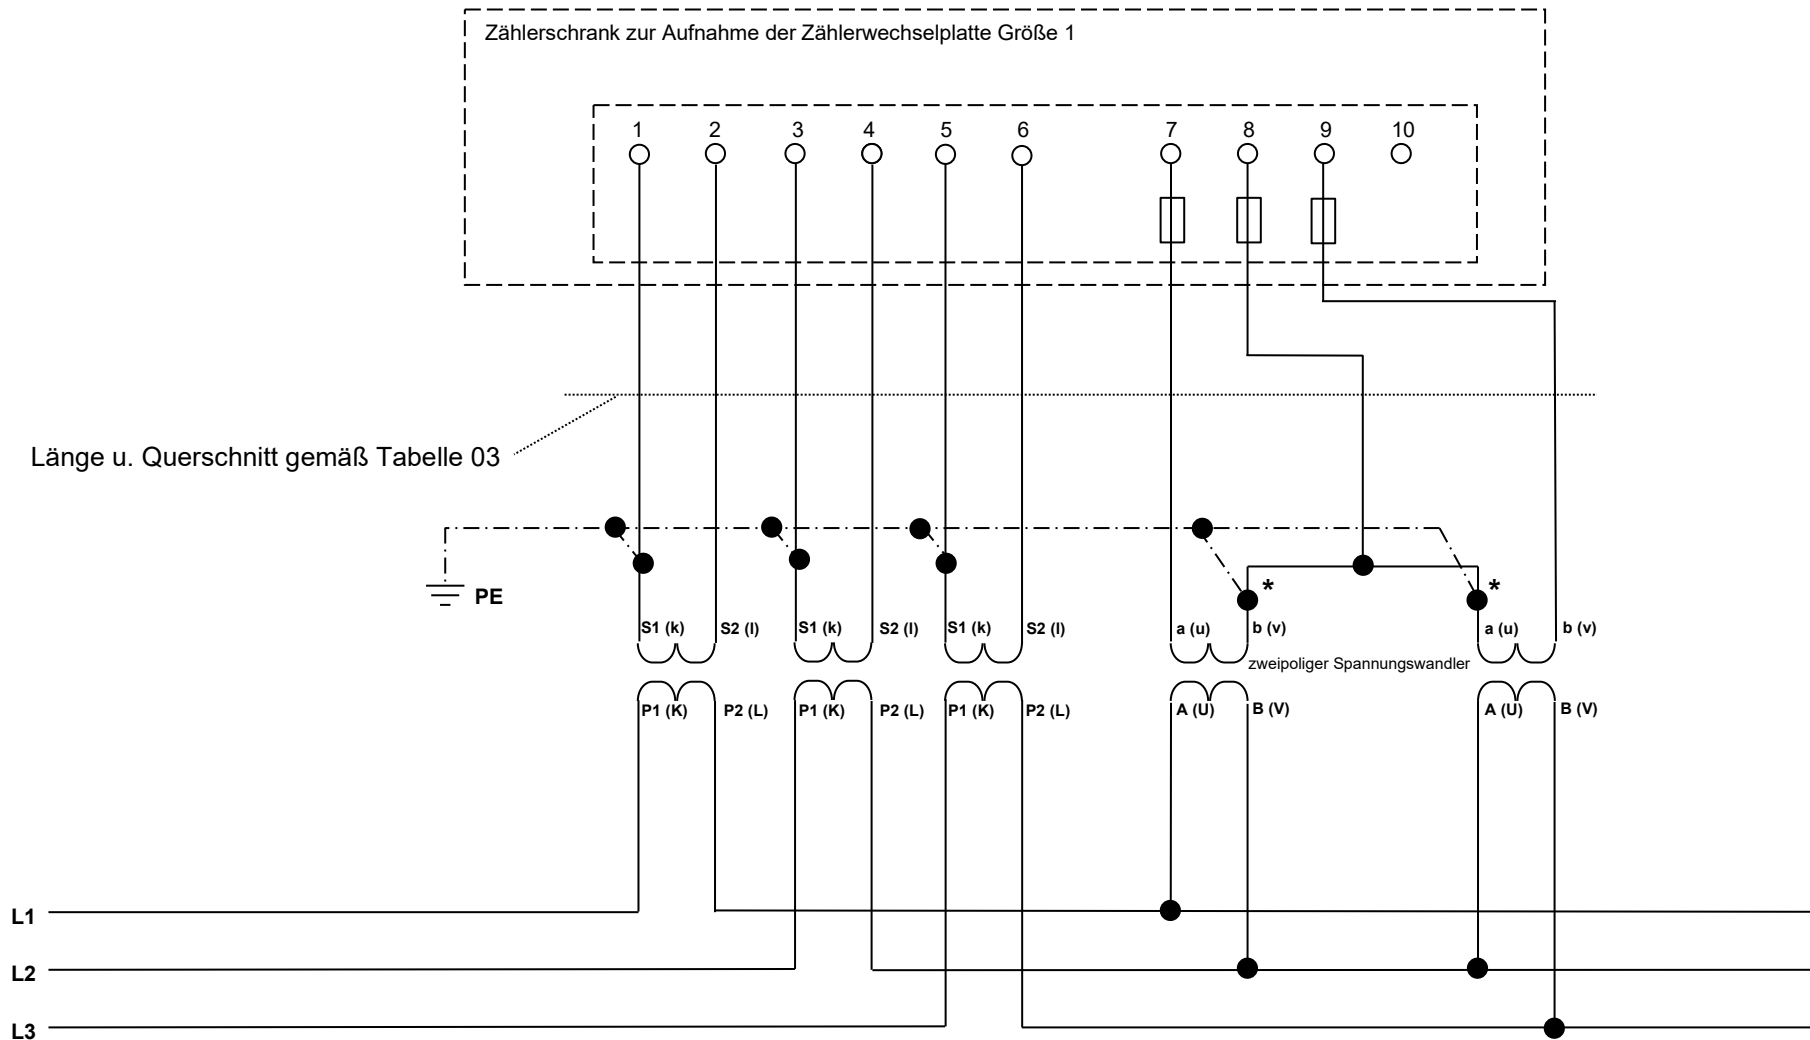 Zählerschrank zur Aufnahme der Zählerwechselplatte Größe 1
1 2 3 4 5 6 7 8 9 10
Länge u. Querschnitt gemäß Tabelle 03
PE
* *
S1 (k) S2 (l) S1 (k) S2 (l) S1 (k) S2 (l) a (u) b (v) a (u) b (v)
zweipoliger Spannungswandler
P1 (K) P2 (L) P1 (K) P2 (L) P1 (K) P2 (L) A (U) B (V) A (U) B (V)
L1
L2
L3